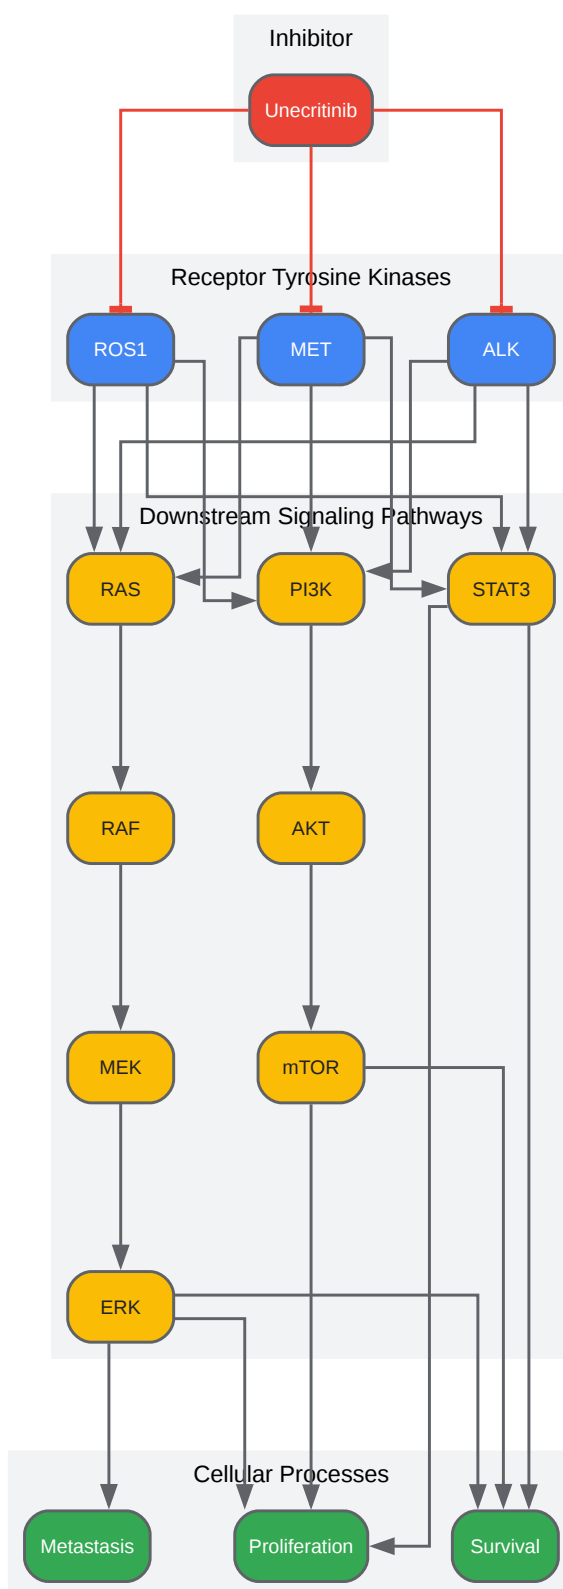 Inhibitor
Unecritinib
Receptor Tyrosine Kinases
ROS1
MET
ALK
Downstream Signaling Pathways
RAS
PI3K
STAT3
RAF
AKT
MEK
mTOR
ERK
Cellular Processes
Metastasis
Proliferation
Survival